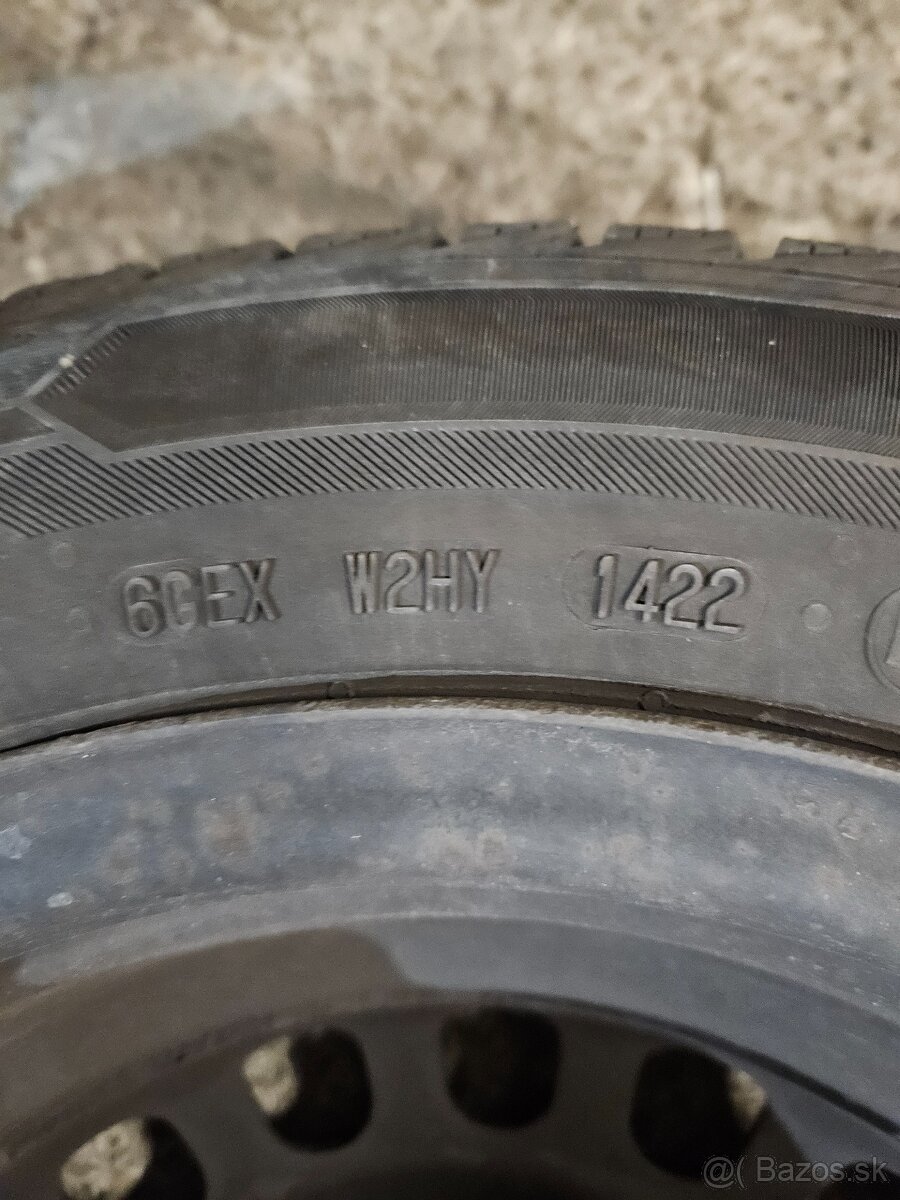 6GEX W2HY 1422
@( Bazos.sk